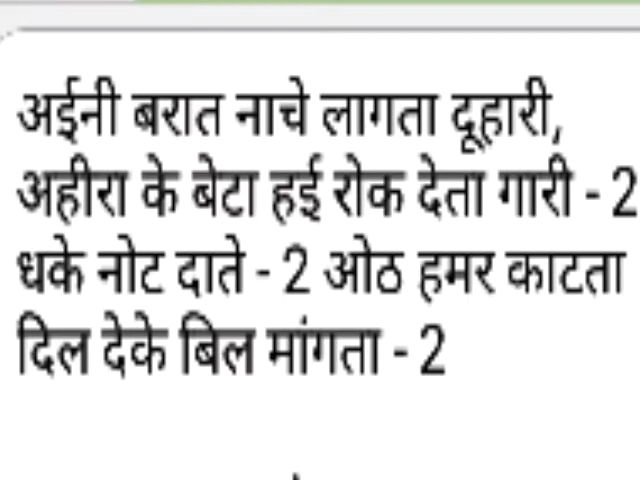 अईनी बरात नाचे लागता दूहारी,
अहीरा के बेटा हई रोक देता गारी - 2
धके नोट दाते - 2 ओठ हमर काटता
दिल देके बिल मांगता - 2